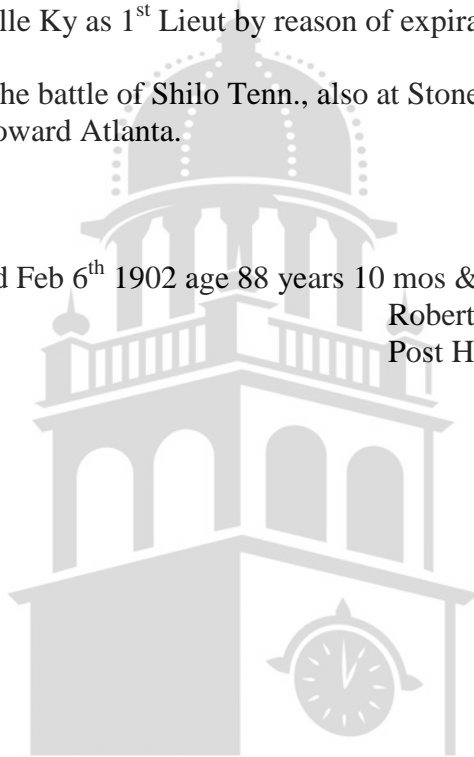 lle Ky as 1st Lieut by reason of expira
he battle of Shilo Tenn., also at Stone
oward Atlanta.
d Feb 6th 1902 age 88 years 10 mos &
Robert
Post H